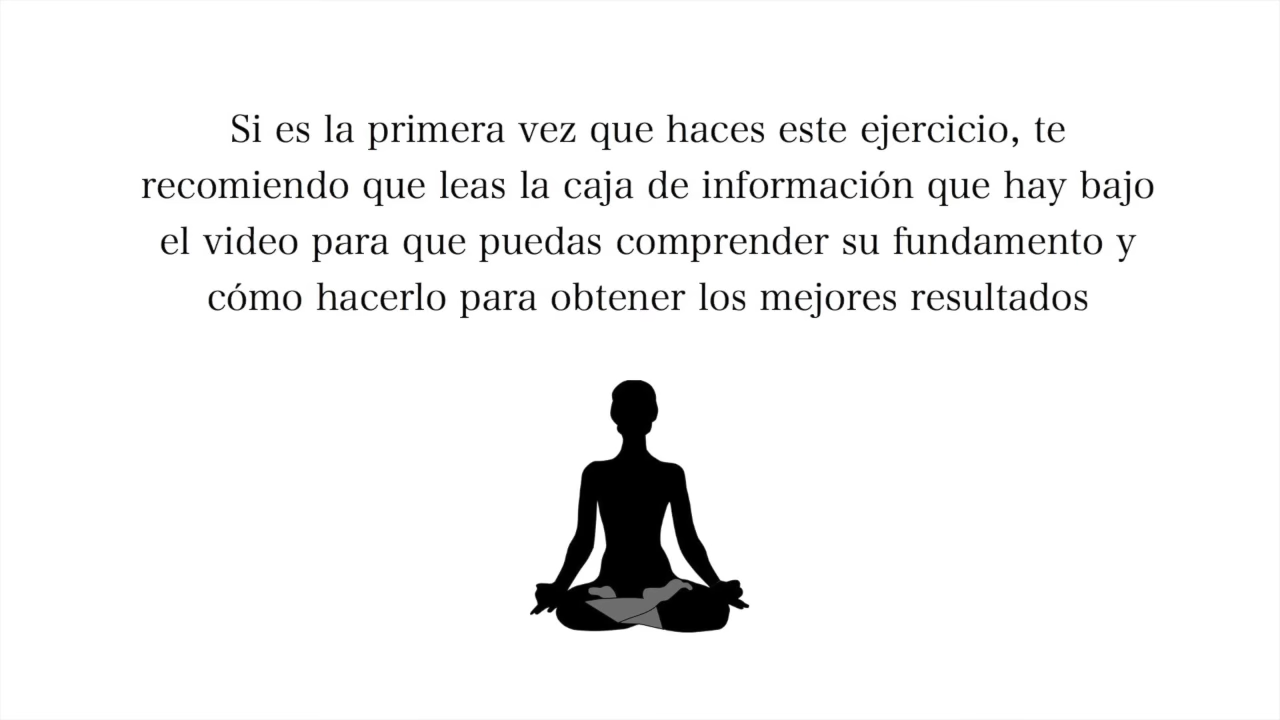 Si es la primera vez que haces este ejercicio, te
recomiendo que leas la caja de información que hay bajo
el video para que puedas comprender su fundamento y
cómo hacerlo para obtener los mejores resultados